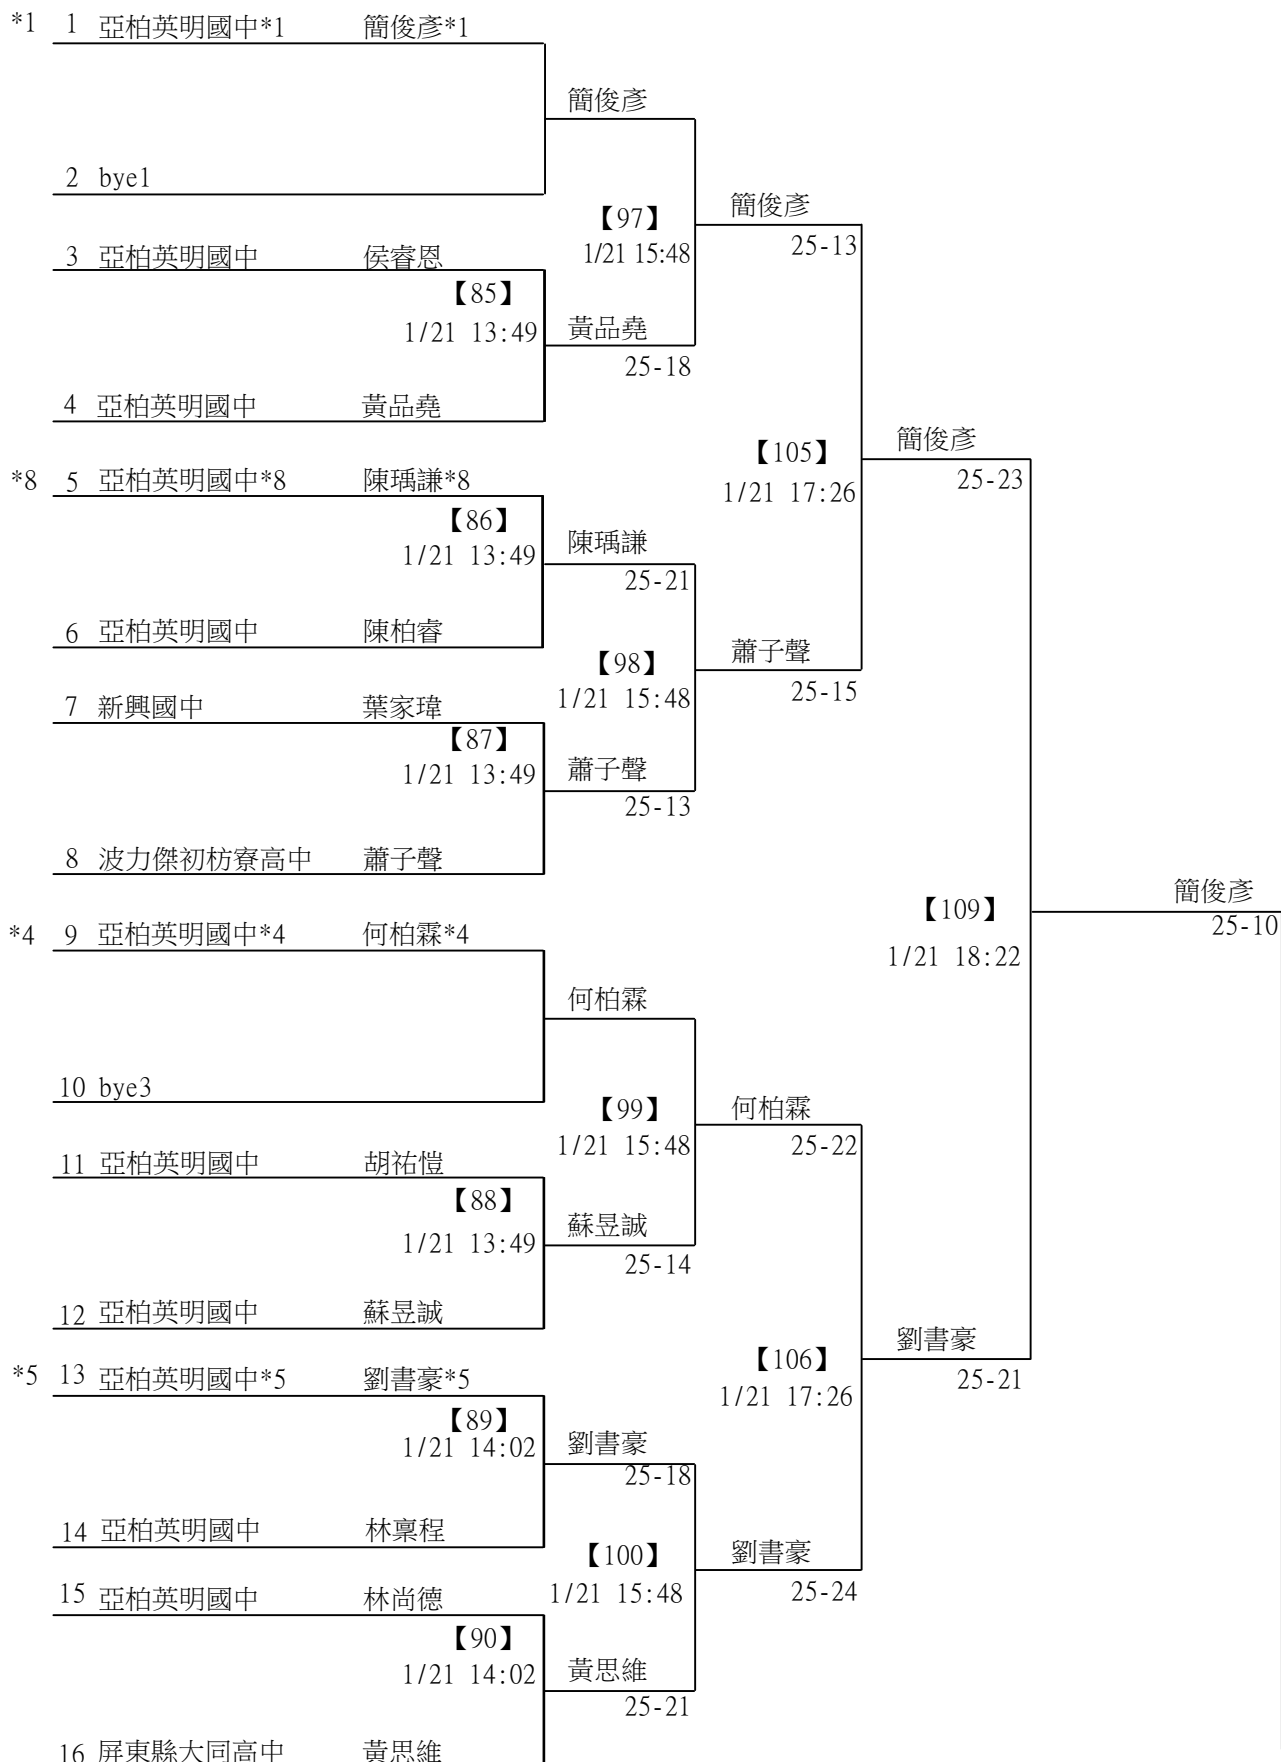 *1 1 亞柏英明國中*1 簡俊彥*1
簡俊彥
2 bye1
簡俊彥
【97】
25-13
3 亞柏英明國中 侯睿恩
1/21 15:48
【85】
1/21 13:49
黃品堯
25-18
4 亞柏英明國中 黃品堯
簡俊彥
【105】
25-23
*8 5 亞柏英明國中*8 陳瑀謙*8
1/21 17:26
【86】
1/21 13:49
陳瑀謙
25-21
6 亞柏英明國中 陳柏睿
蕭子聲
【98】
25-15
1/21 15:48
7 新興國中 葉家瑋
【87】
1/21 13:49
蕭子聲
25-13
8 波力傑初枋寮高中 蕭子聲
簡俊彥
【109】
25-10
*4 9 亞柏英明國中*4 何柏霖*4
1/21 18:22
何柏霖
10 bye3
何柏霖
【99】
25-22
1/21 15:48
11 亞柏英明國中 胡祐愷
【88】
1/21 13:49
蘇昱誠
25-14
12 亞柏英明國中 蘇昱誠
劉書豪
【106】
25-21
*5 13 亞柏英明國中*5 劉書豪*5
1/21 17:26
【89】
1/21 14:02
劉書豪
25-18
14 亞柏英明國中 林稟程
劉書豪
【100】
25-24
1/21 15:48
15 亞柏英明國中 林尚德
【90】
1/21 14:02
黃思維
25-21
16 屏東縣大同高中 黃思維